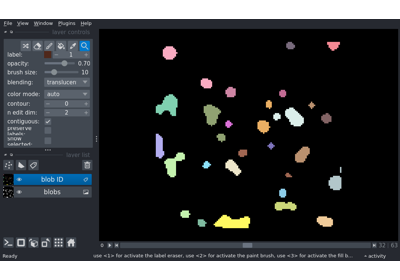 File View Window Plugins Help
layer controls
label: 1
opacity: 0.70
brush size: 10
blending: translucen
color mode: auto
contour: 0
n edit dim: 2
contiguous:
preserve labels:
show selected:
layer list
blob ID
blobs
32 63
Ready use <1> for activate the label eraser, use <2> for activate the paint brush, use <3> for activate the fill b... activity